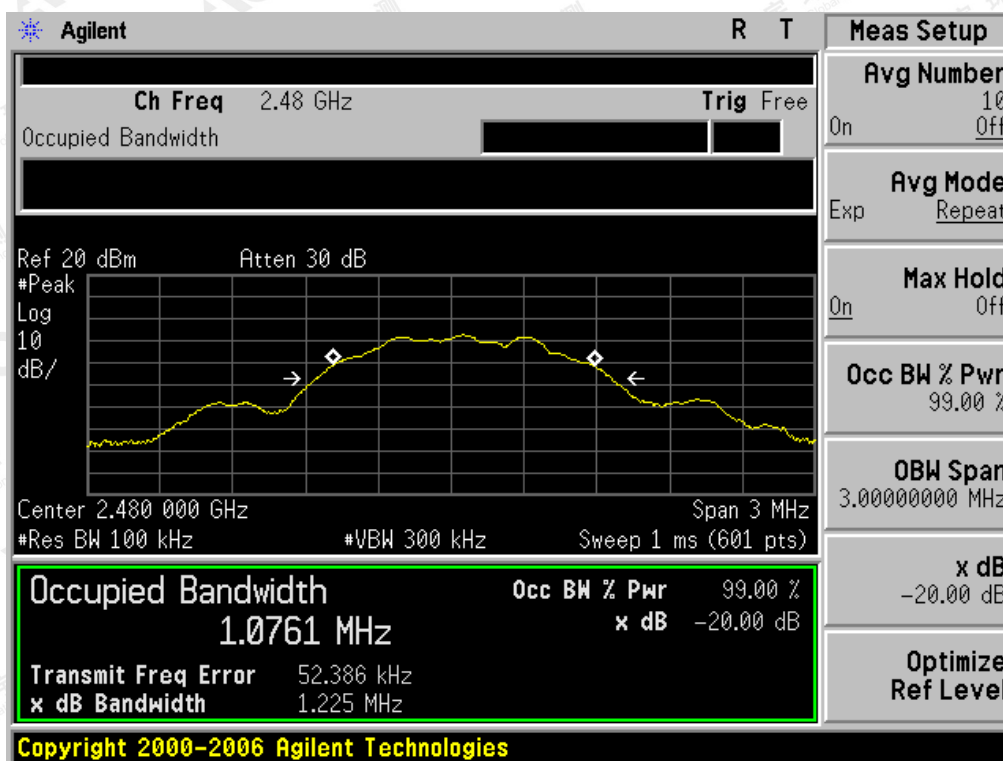 Agilent R T
Ch Freq 2.48 GHz Trig Free
Occupied Bandwidth
Ref 20 dBm Atten 30 dB
#Peak
Log
10
dB/
Center 2.480 000 GHz Span 3 MHz
#Res BW 100 kHz #VBW 300 kHz Sweep 1 ms (601 pts)
Occupied Bandwidth Occ BW % Pwr 99.00 %
1.0761 MHz x dB -20.00 dB
Transmit Freq Error 52.386 kHz
x dB Bandwidth 1.225 MHz
Copyright 2000-2006 Agilent Technologies
Meas Setup
Avg Number
10
On Off
Avg Mode
Exp Repeat
Max Hold
On Off
Occ BW % Pwr
99.00 %
OBW Span
3.00000000 MHz
x dB
-20.00 dB
Optimize
Ref Level